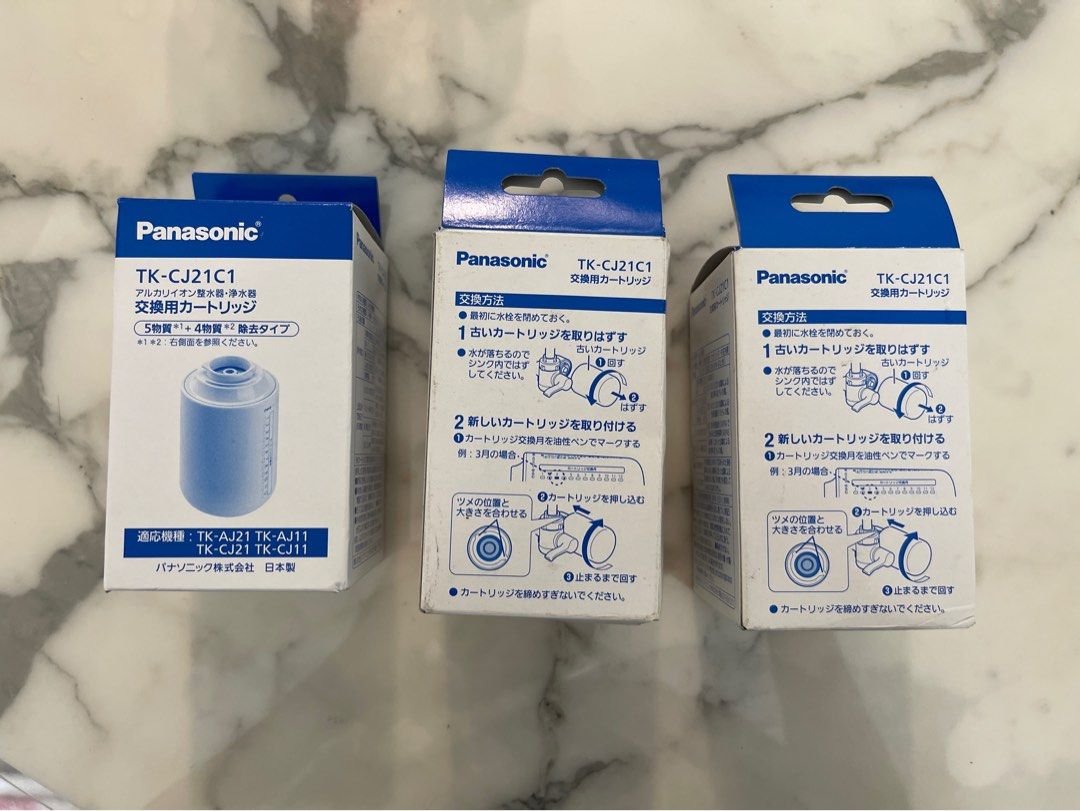 Panasonic®
TK-CJ21C1
アルカリイオン整水器・浄水器
交換用カートリッジ
5物質*1+4物質*2 除去タイプ
*1 *2：右側面を参照ください。
Panasonic
適応機種：TK-AJ21 TK-AJ11
TK-CJ21 TK-CJ11
パナソニック株式会社 日本製
Panasonic® TK-CJ21C1
交換用カートリッジ
交換方法
●最初に水栓を閉めておく。
1 古いカートリッジを取りはずす
●水が落ちるので
シンク内ではず
してください。
古いカートリッジ
❶回す
❷
はずす
2 新しいカートリッジを取り付ける
❶カートリッジ交換月を油性ペンでマークする
例：3月の場合
ツメの位置と
大きさを合わせる
❷カートリッジを押し込む
❸止まるまで回す
●カートリッジを締めすぎないでください。
Panasonic® TK-CJ21C1
交換用カートリッジ
交換方法
●最初に水栓を閉めておく。
1 古いカートリッジを取りはずす
●水が落ちるので
シンク内ではず
してください。
古いカートリッジ
❶回す
❷
はずす
2 新しいカートリッジを取り付ける
❶カートリッジ交換月を油性ペンでマークする
例：3月の場合
ツメの位置と
大きさを合わせる
❷カートリッジを押し込む
❸止まるまで回す
●カートリッジを締めすぎないでください。